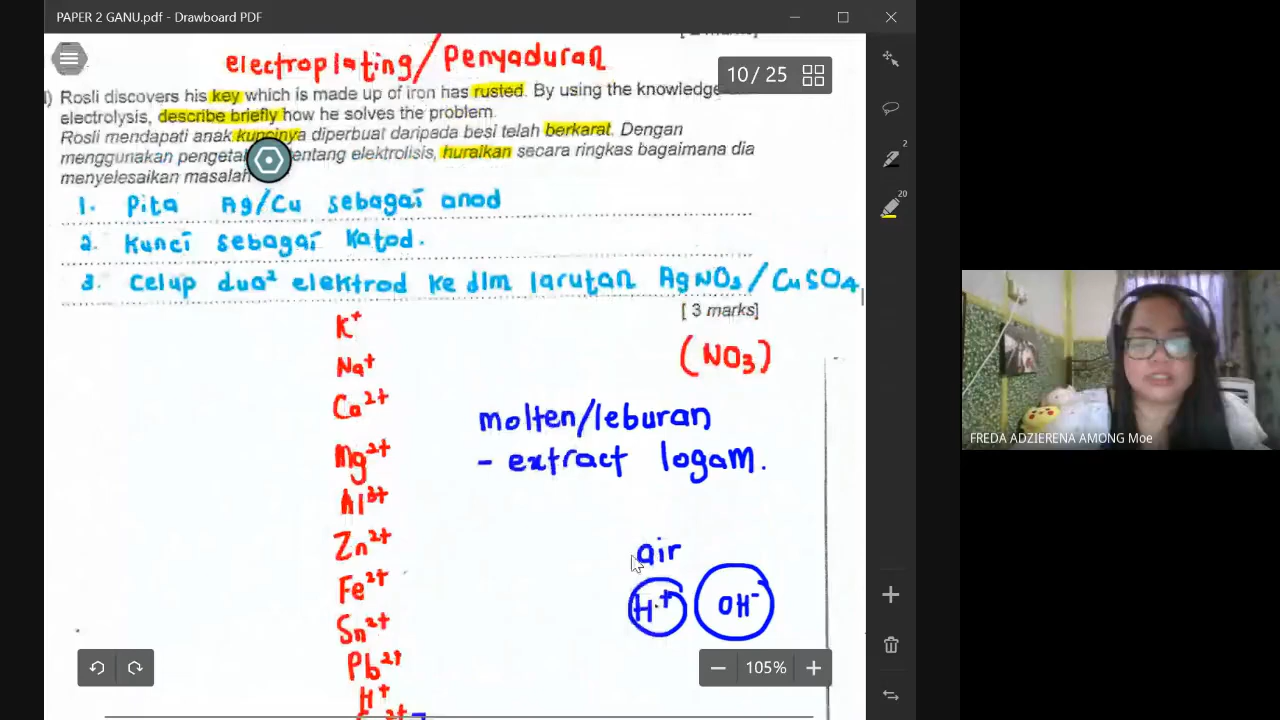 PAPER 2 GANU.pdf - Drawboard PDF
electroplating/Penyaduran
10 / 25
Rosli discovers his key which is made up of iron has rusted. By using the knowledge
electrolysis, describe briefly how he solves the problem.
Rosli mendapati anak kuncinya diperbuat daripada besi telah berkarat. Dengan
menggunakan entang elektrolisis, huraikan secara ringkas bagaimana dia
menyelesaikan masalah
1. Pita Ag/Cu sebagai anod
2. Kunci sebagai Katod.
3. Celup dua² elektrod ke dlm larutan AgNO3/CuSO4
[ 3 marks]
K+
(NO3)
Na+
Ca2+
molten/leburan
Mg2+
- extract logam.
Al3+
Zn2+
air
Fe2+
H+ OH-
Sn2+
Pb2+
H+
2+
105%
2
20
FREDA ADZIERENA AMONG Moe